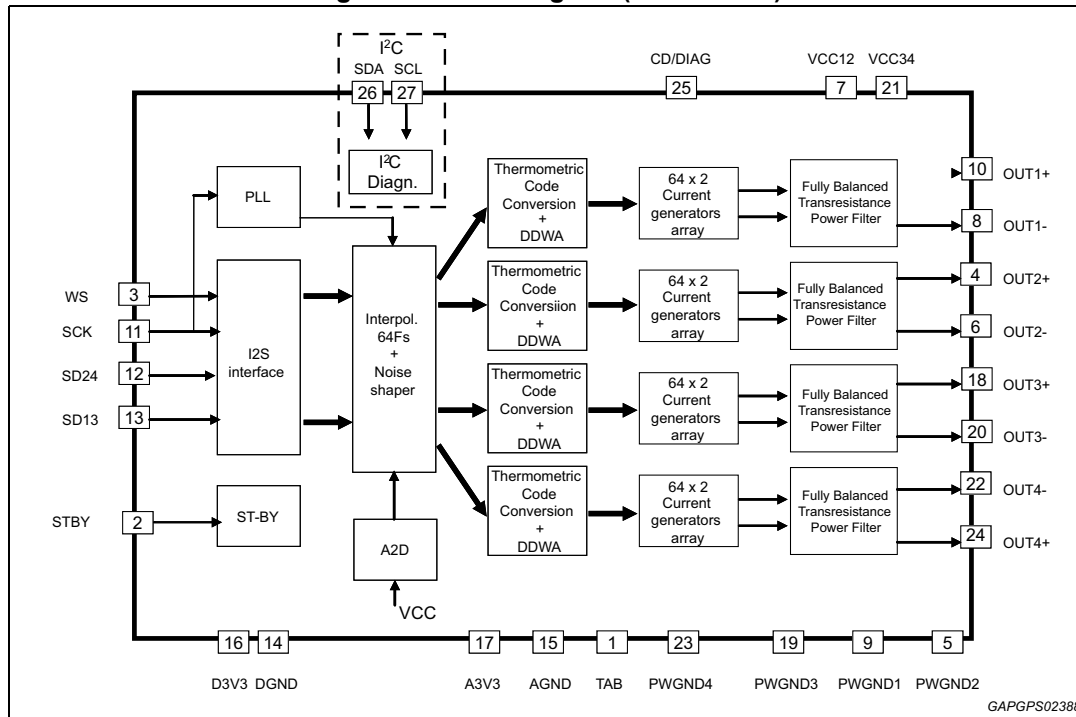 I²C
SDA SCL
26 27
I²C
Diagn.
CD/DIAG
25
VCC12 VCC34
7 21
PLL
WS 3
SCK 11
SD24 12
SD13 13
I2S
interface
STBY 2
ST-BY
Interpol.
64Fs
+
Noise
shaper
A2D
VCC
Thermometric
Code
Conversion
+
DDWA
64 x 2
Current
generators
array
Fully Balanced
Transresistance
Power Filter
10 OUT1+
8 OUT1-
Thermometric
Code
Conversiion
+
DDWA
64 x 2
Current
generators
array
Fully Balanced
Transresistance
Power Filter
4 OUT2+
6 OUT2-
Thermometric
Code
Conversion
+
DDWA
64 x 2
Current
generators
array
Fully Balanced
Transresistance
Power Filter
18 OUT3+
20 OUT3-
Thermometric
Code
Conversion
+
DDWA
64 x 2
Current
generators
array
Fully Balanced
Transresistance
Power Filter
22 OUT4-
24 OUT4+
16 14 17 15 1 23 19 9 5
D3V3 DGND A3V3 AGND TAB PWGND4 PWGND3 PWGND1 PWGND2
GAPGPS02388